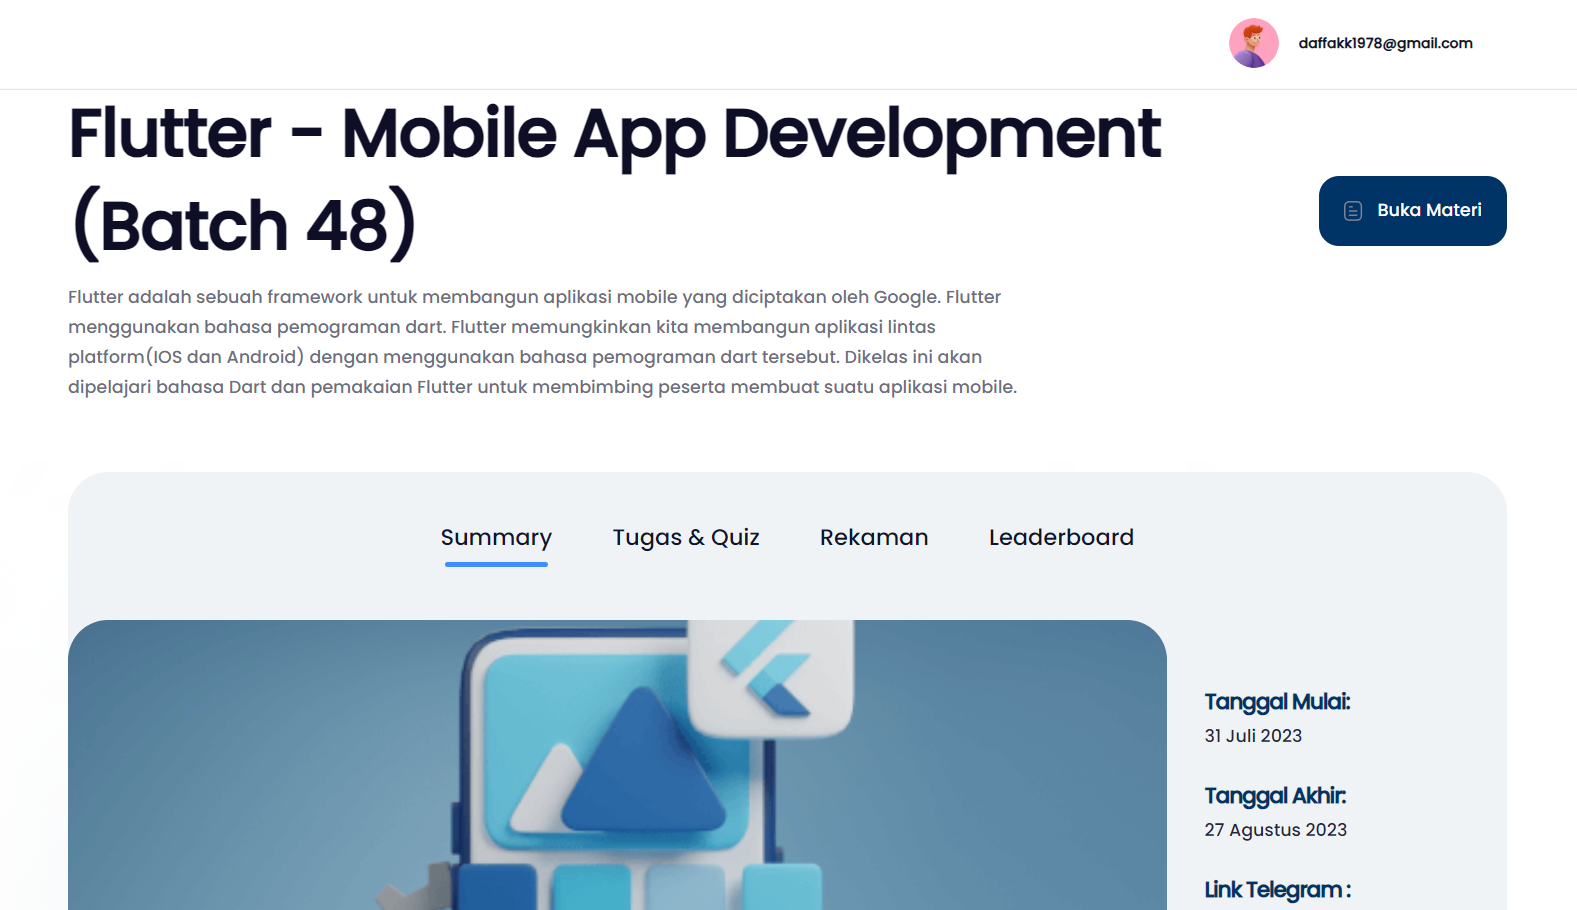 daffakk1978@gmail.com
Flutter - Mobile App Development
(Batch 48)
Buka Materi
Flutter adalah sebuah framework untuk membangun aplikasi mobile yang diciptakan oleh Google. Flutter
menggunakan bahasa pemograman dart. Flutter memungkinkan kita membangun aplikasi lintas
platform(IOS dan Android) dengan menggunakan bahasa pemograman dart tersebut. Dikelas ini akan
dipelajari bahasa Dart dan pemakaian Flutter untuk membimbing peserta membuat suatu aplikasi mobile.
Summary
Tugas & Quiz
Rekaman
Leaderboard
Tanggal Mulai:
31 Juli 2023
Tanggal Akhir:
27 Agustus 2023
Link Telegram :